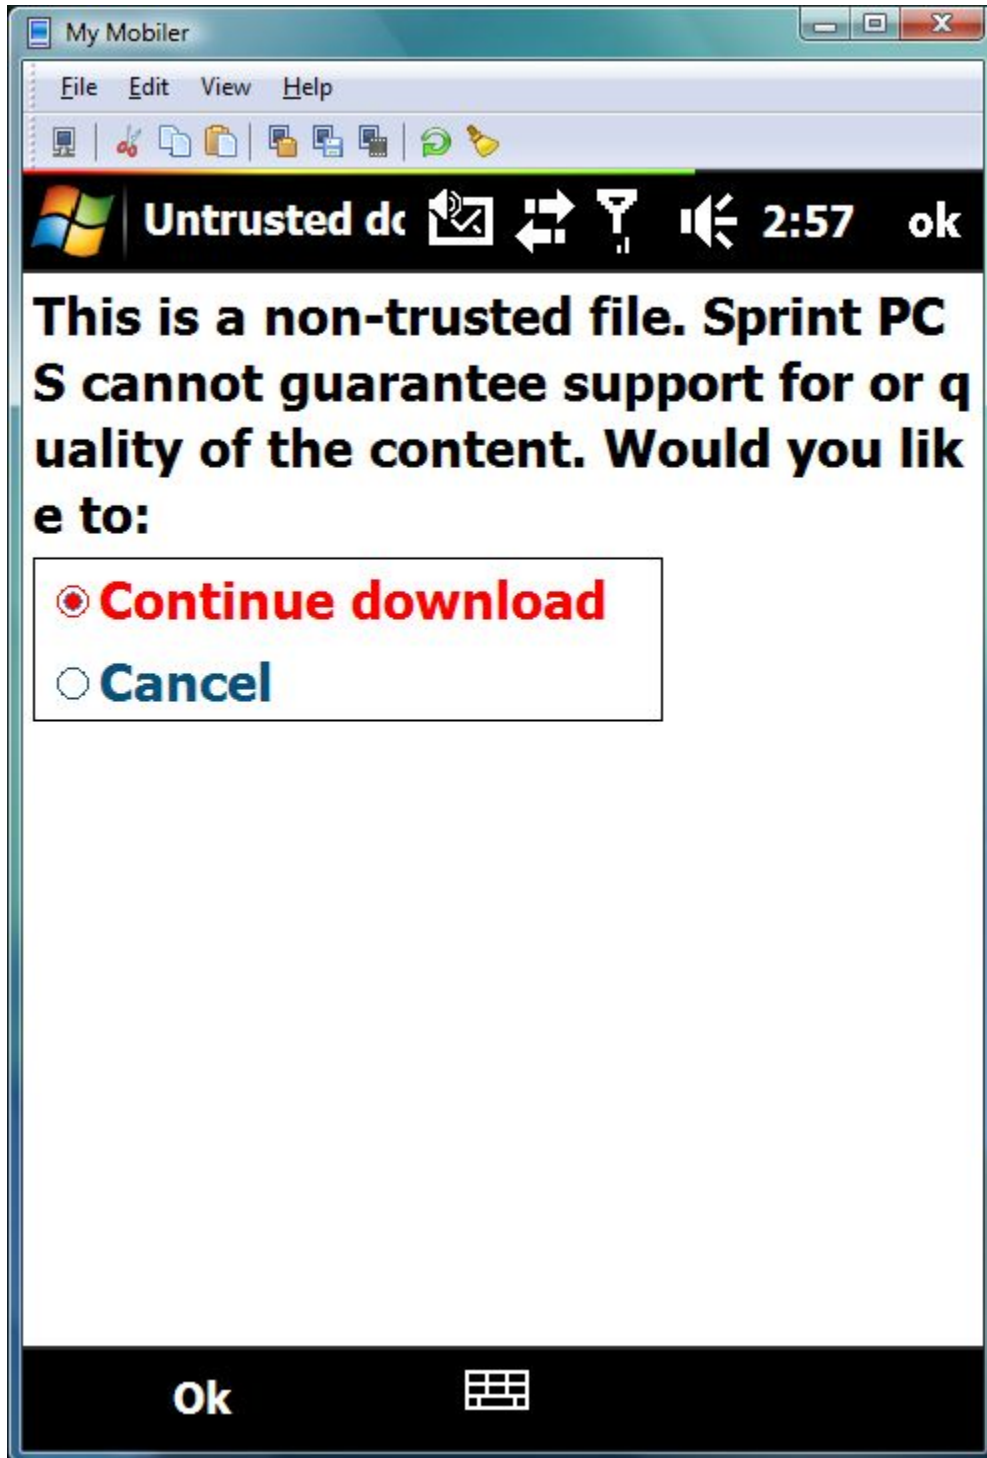 My Mobiler
File Edit View Help
Untrusted dc 2:57 ok
This is a non-trusted file. Sprint PC
S cannot guarantee support for or q
uality of the content. Would you lik
e to:
Continue download
Cancel
Ok